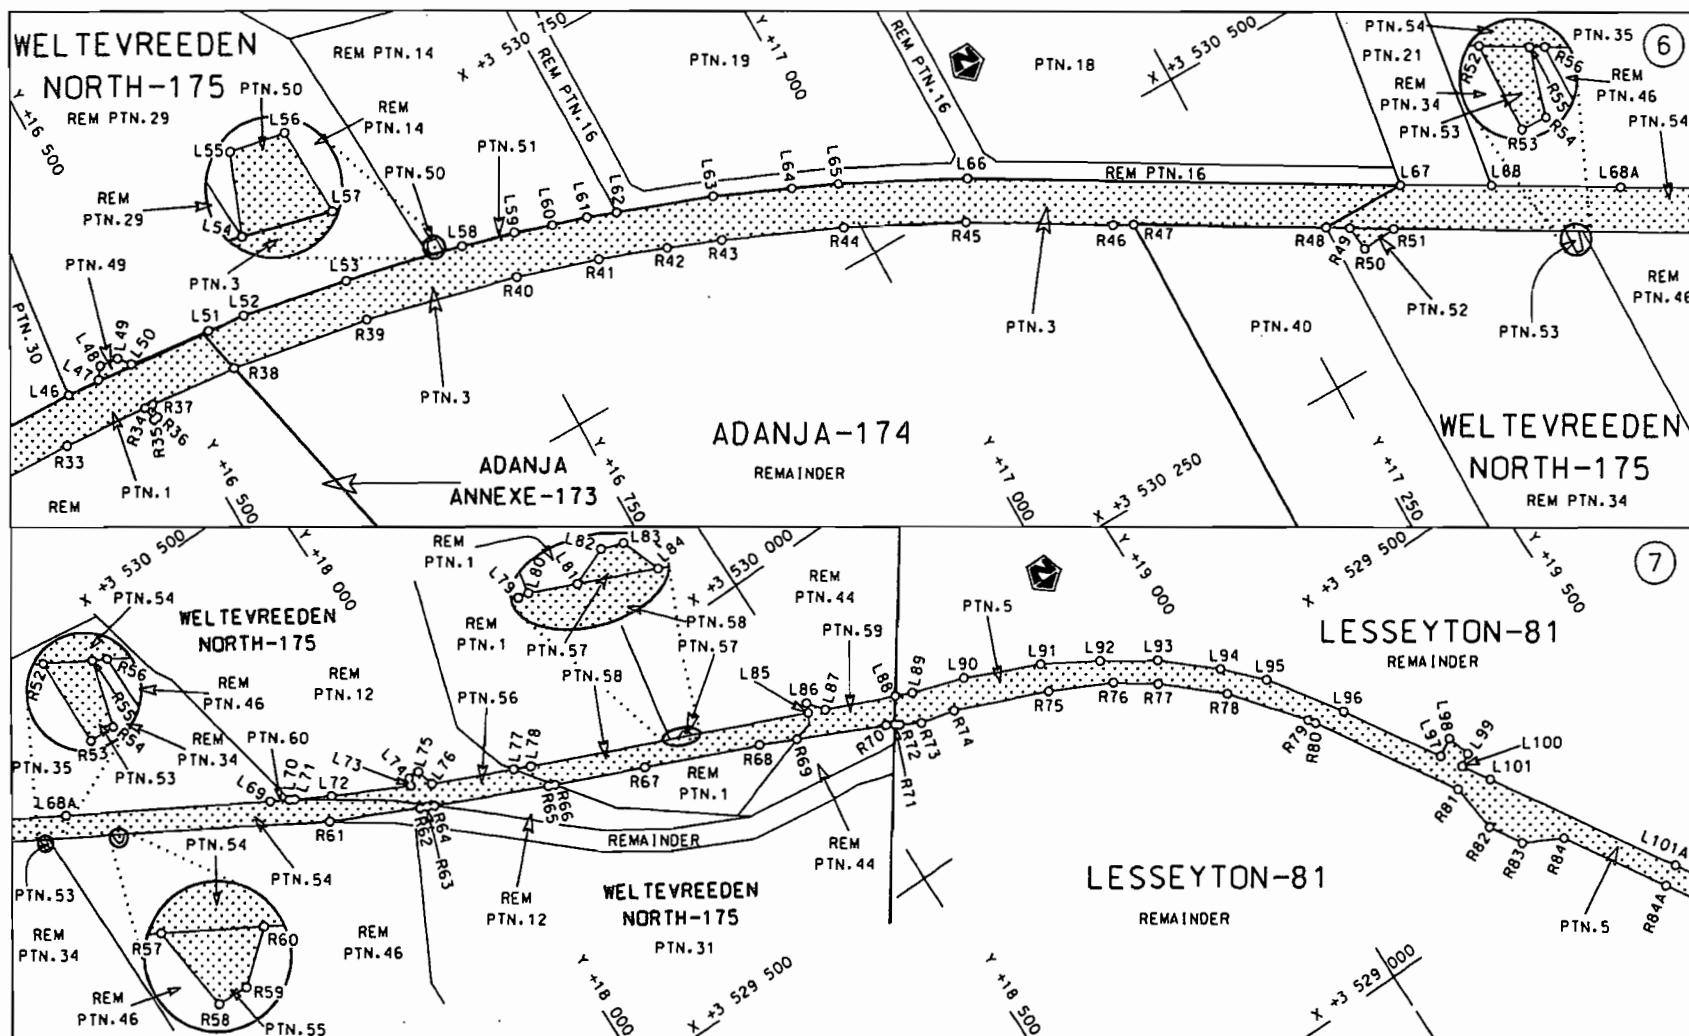 WELTEVREEDEN
NORTH-175
REM PTN.29
PTN.50
L56
L55
REM
PTN.14
L57
L54
REM
PTN.29
PTN.3
PTN.49
Y +16 500
PTN.30
REM PTN.14
X +3 530 750
REM PTN.16
REM PTN.16
PTN.19
Y +17 000
REM PTN.16
PTN.18
X +3 530 500
PTN.54
PTN.21
PTN.35
6
R52
R56
REM
PTN.34
REM
PTN.46
R55
R54
PTN.53
R53
PTN.54
PTN.50
PTN.51
L46
L47
L48
L49
L50
L51
L52
L53
L58
L59
L60
L61
L62
L63
L64
L65
L66
REM PTN.16
L67
L68
L68A
R33
R34
R35
R36
R37
R38
R39
R40
R41
R42
R43
R44
R45
R46
R47
R48
R49
R50
R51
PTN.52
PTN.53
REM
PTN.46
PTN.3
PTN.3
PTN.40
PTN.1
REM
Y +16 500
ADANJA
ANNEXE-173
ADANJA-174
REMAINDER
Y +16 750
Y +17 000
X +3 530 250
Y +17 250
WELTEVREEDEN
NORTH-175
REM PTN.34
X +3 530 500
PTN.54
Y +18 000
WELTEVREEDEN
NORTH-175
R52
R56
REM
PTN.46
R55
R54
R53
REM
PTN.34
PTN.53
PTN.35
PTN.60
REM
PTN.12
REM
PTN.1
L79
L80
L81
L82
L83
L84
X +3 530 000
REM
PTN.1
PTN.58
PTN.57
PTN.57
PTN.58
PTN.56
REM
PTN.44
PTN.59
PTN.5
Y +19 000
X +3 529 500
Y +19 500
7
LESSEYTON-81
REMAINDER
L68A
L69
L70
L71
L72
L73
L74
L75
L76
L77
L78
L85
L86
L87
L88
L89
L90
L91
L92
L93
L94
L95
L96
L97
L98
L99
L100
L101
L101A
R61
R62
R63
R64
R65
R66
R67
R68
R69
R70
R71
R72
R73
R74
R75
R76
R77
R78
R79
R80
R81
R82
R83
R84
R84A
REM
PTN.1
REMAINDER
REM
PTN.44
PTN.54
PTN.54
PTN.53
REM
PTN.34
R57
R60
R59
R58
REM
PTN.46
PTN.55
REM
PTN.46
REM
PTN.12
WELTEVREEDEN
NORTH-175
PTN.31
Y +18 000
X +3 529 500
Y +18 500
LESSEYTON-81
REMAINDER
X +3 529 000
PTN.5